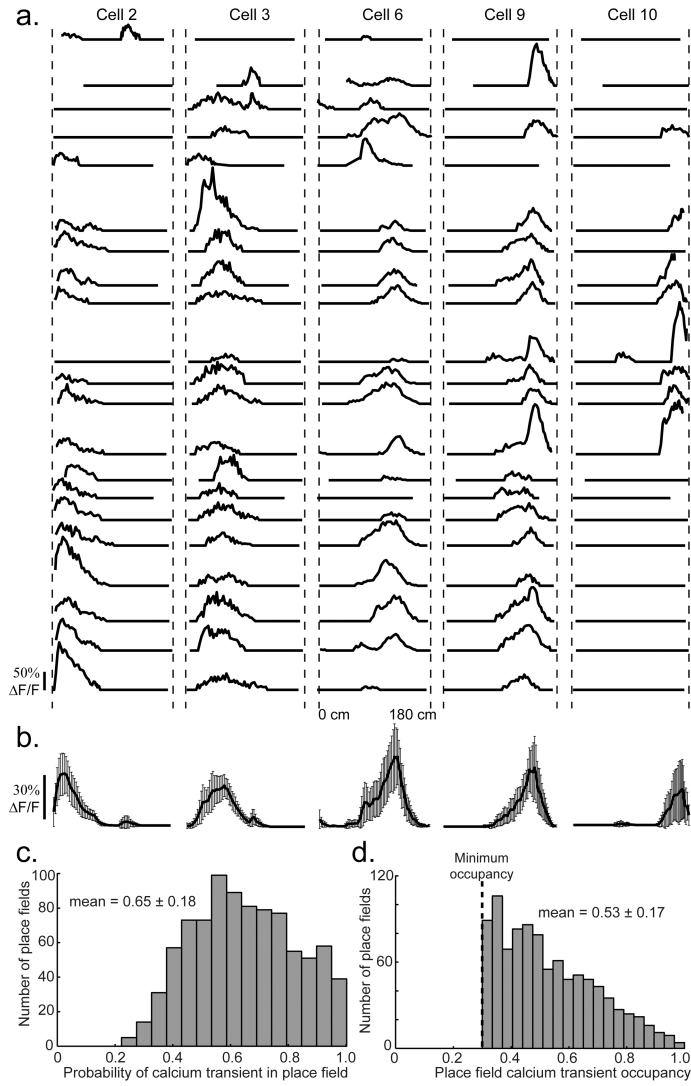 a.
Cell 2 Cell 3 Cell 6 Cell 9 Cell 10
50%
ΔF/F
0 cm 180 cm
b.
30%
ΔF/F
c.
mean = 0.65 ± 0.18
Number of place fields
100
80
60
40
20
0
0 0.2 0.4 0.6 0.8 1.0
Probability of calcium transient in place field
d.
Minimum
occupancy
mean = 0.53 ± 0.17
Number of place fields
120
60
0
0 0.2 0.4 0.6 0.8 1.0
Place field calcium transient occupancy